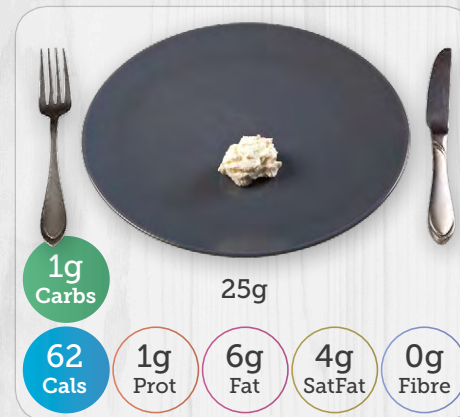 1g
Carbs
25g
62
Cals
1g
Prot
6g
Fat
4g
SatFat
0g
Fibre